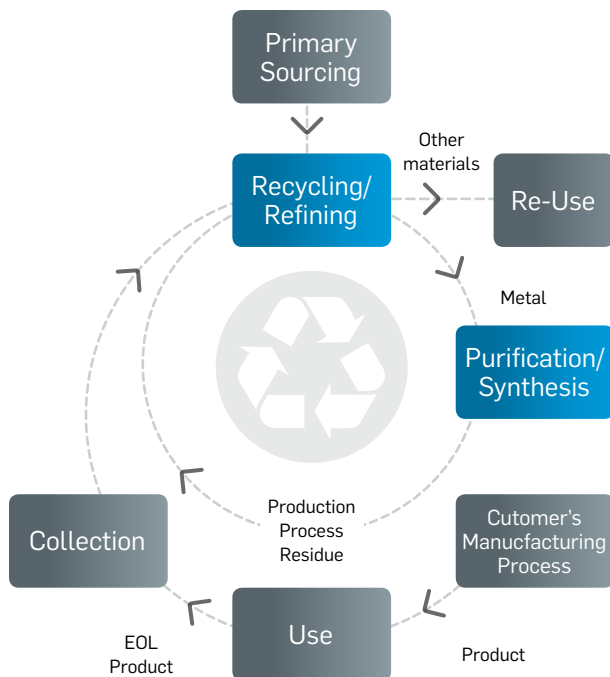 Primary
Sourcing
Other
materials
Recycling/
Refining
Re-Use
Metal
Purification/
Synthesis
Production
Process
Residue
Collection
Cutomer's
Manucfacturing
Process
Use
EOL
Product
Product